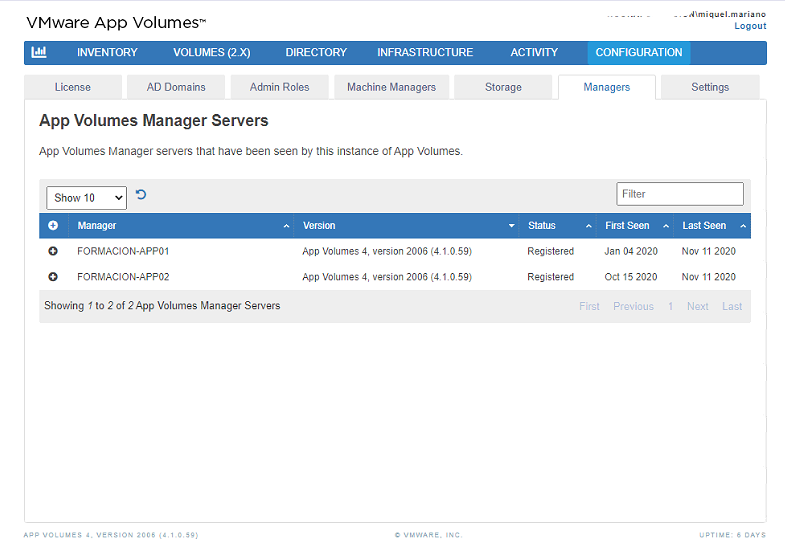 VMware App Volumes™
\miquel.mariano
Logout
INVENTORY VOLUMES (2.X) DIRECTORY INFRASTRUCTURE ACTIVITY CONFIGURATION
License AD Domains Admin Roles Machine Managers Storage Managers Settings
App Volumes Manager Servers
App Volumes Manager servers that have been seen by this instance of App Volumes.
Show 10 Filter
Manager Version Status First Seen Last Seen
FORMACION-APP01 App Volumes 4, version 2006 (4.1.0.59) Registered Jan 04 2020 Nov 11 2020
FORMACION-APP02 App Volumes 4, version 2006 (4.1.0.59) Registered Oct 15 2020 Nov 11 2020
Showing 1 to 2 of 2 App Volumes Manager Servers First Previous 1 Next Last
APP VOLUMES 4, VERSION 2006 (4.1.0.59) © VMWARE, INC. UPTIME: 6 DAYS